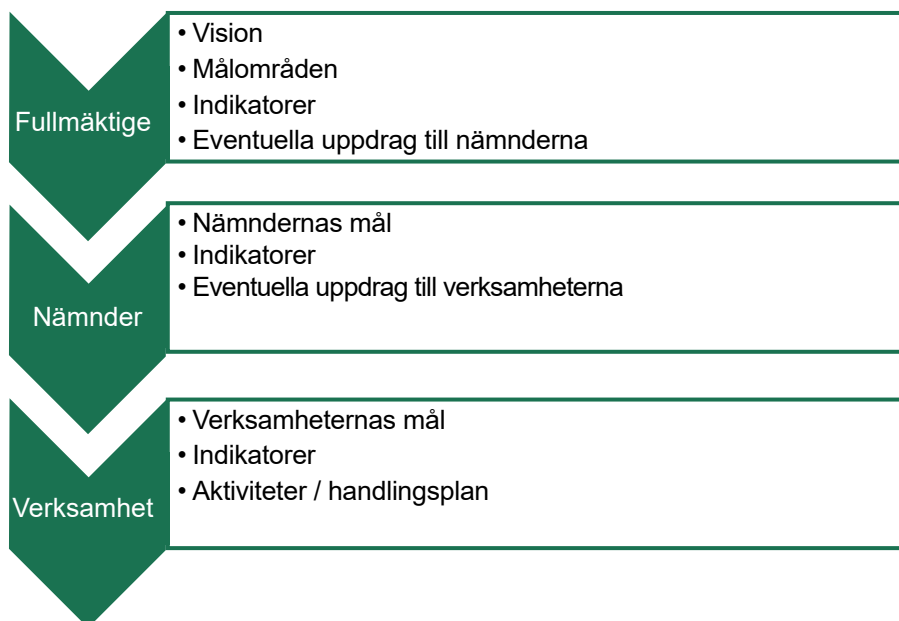 Fullmäktige
• Vision
• Målområden
• Indikatorer
• Eventuella uppdrag till nämnderna
Nämnder
• Nämndernas mål
• Indikatorer
• Eventuella uppdrag till verksamheterna
Verksamhet
• Verksamheternas mål
• Indikatorer
• Aktiviteter / handlingsplan